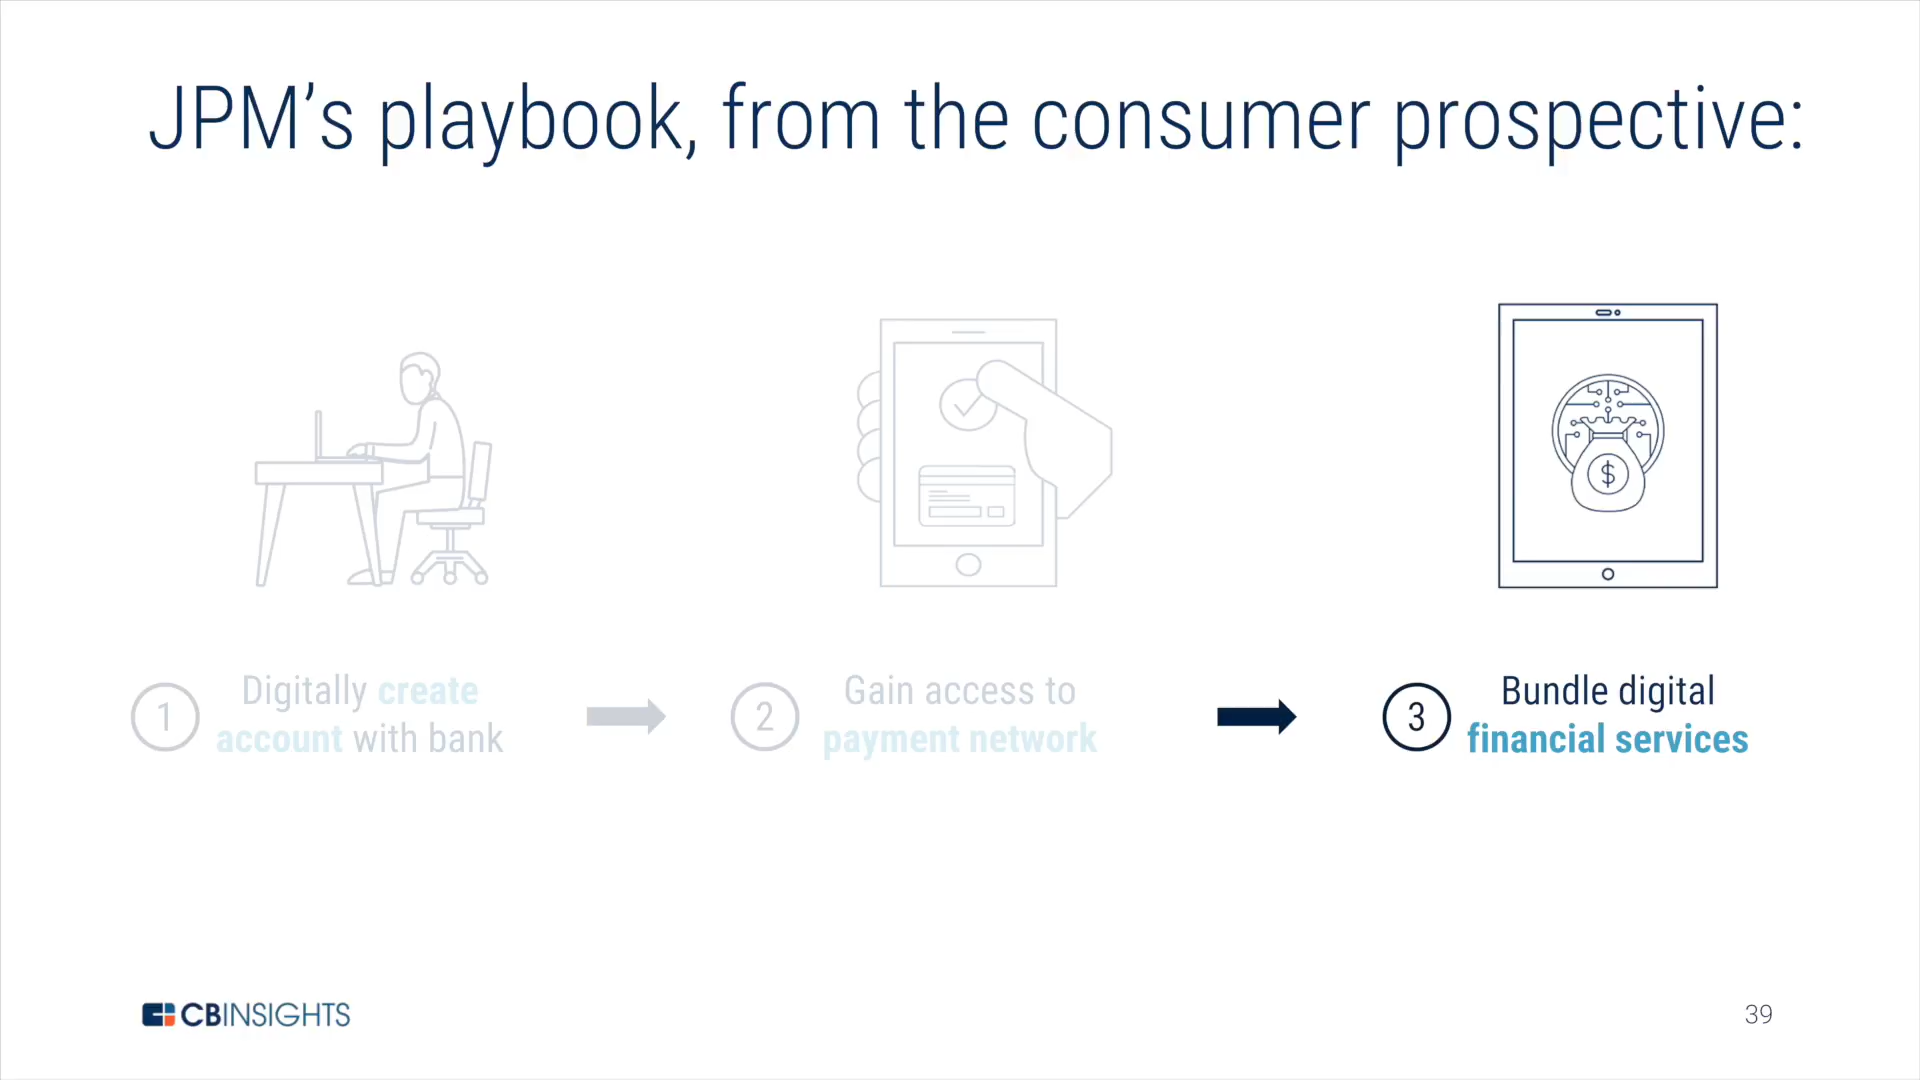 JPM’s playbook, from the consumer prospective:
$
1
Digitally create
account with bank
2
Gain access to
payment network
3
Bundle digital
financial services
CBINSIGHTS
39